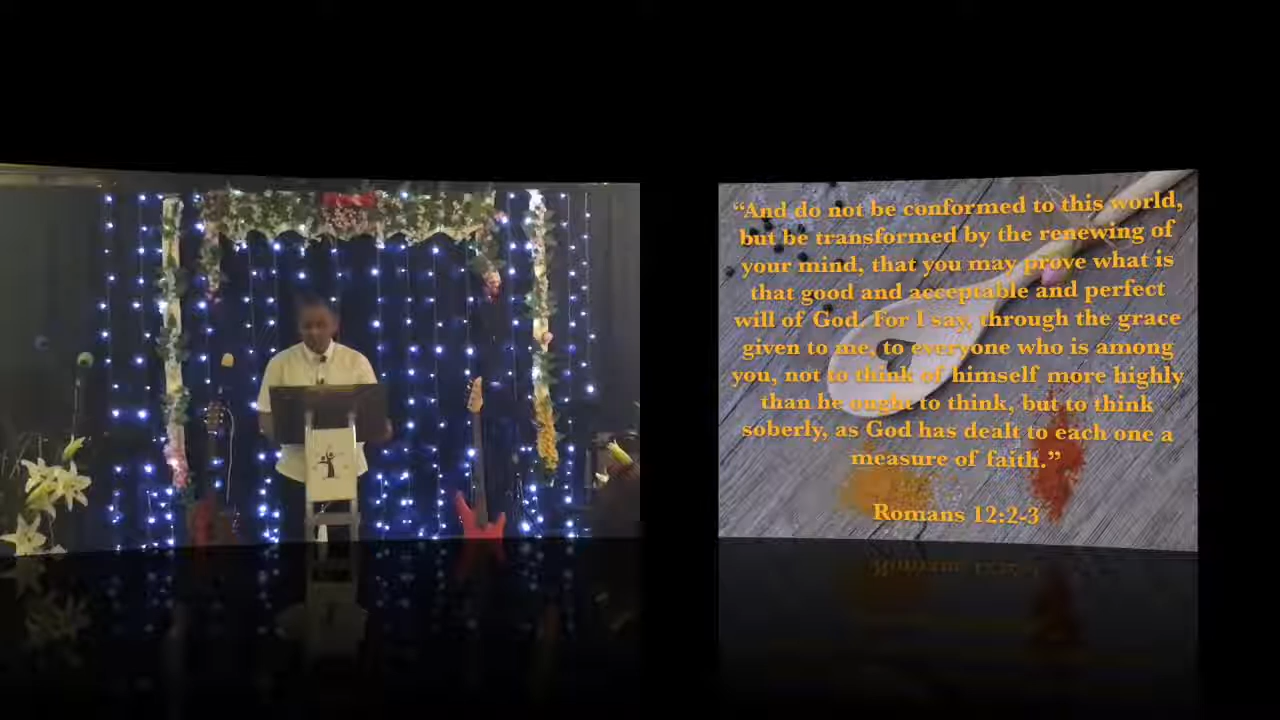 “And do not be conformed to this world,
but be transformed by the renewing of
your mind, that you may prove what is
that good and acceptable and perfect
will of God. For I say, through the grace
given to me, to everyone who is among
you, not to think of himself more highly
than he ought to think, but to think
soberly, as God has dealt to each one a
measure of faith.”
Romans 12:2-3